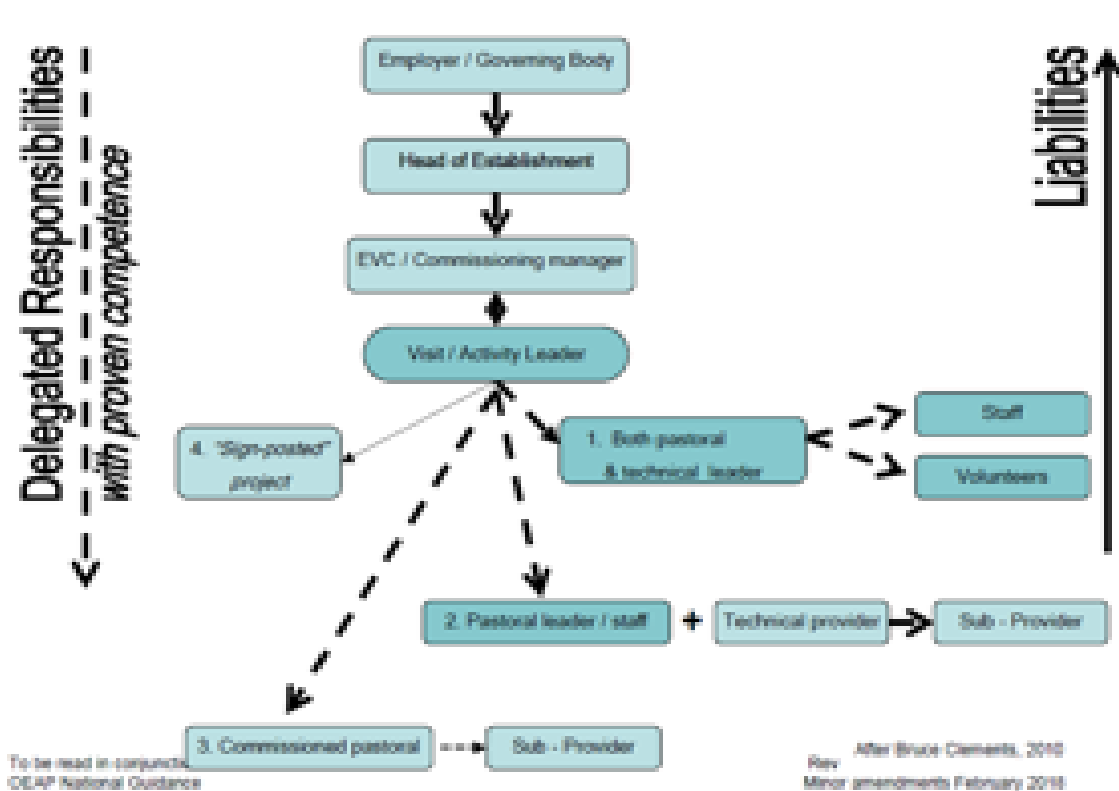 Delegated Responsibilities
with proven competence
Liabilities
Employer / Governing Body
Head of Establishment
EVC / Commissioning manager
Visit / Activity Leader
4. "Sign-posted"
project
1. Both pastoral
& technical leader
Staff
Volunteers
2. Pastoral leader / staff
+
Technical provider
Sub - Provider
3. Commissioned pastoral
Sub - Provider
To be read in conjunctio
OEAP National Guidance
After Bruce Clements, 2010
Rev
Minor amendments February 2018